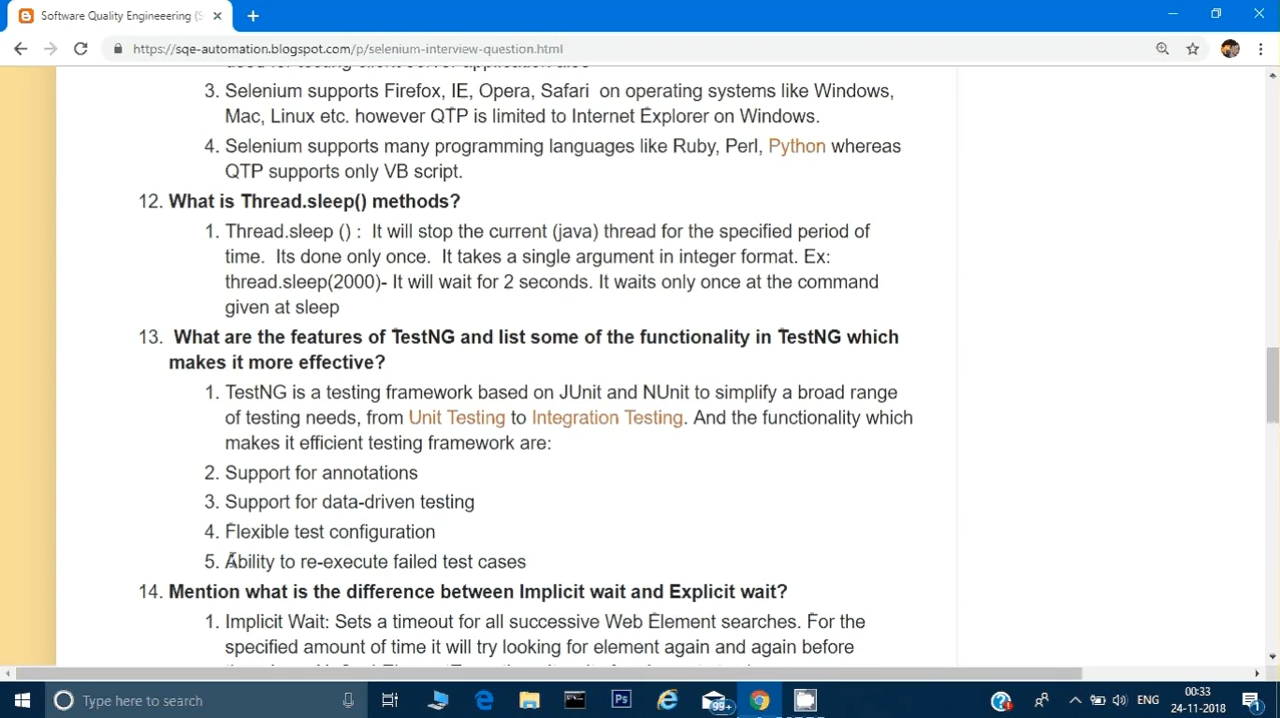 Software Quality Engineeering (S
https://sqe-automation.blogspot.com/p/selenium-interview-question.html
3. Selenium supports Firefox, IE, Opera, Safari on operating systems like Windows,
Mac, Linux etc. however QTP is limited to Internet Explorer on Windows.
4. Selenium supports many programming languages like Ruby, Perl, Python whereas
QTP supports only VB script.
12. What is Thread.sleep() methods?
1. Thread.sleep () : It will stop the current (java) thread for the specified period of
time. Its done only once. It takes a single argument in integer format. Ex:
thread.sleep(2000)- It will wait for 2 seconds. It waits only once at the command
given at sleep
13. What are the features of TestNG and list some of the functionality in TestNG which
makes it more effective?
1. TestNG is a testing framework based on JUnit and NUnit to simplify a broad range
of testing needs, from Unit Testing to Integration Testing. And the functionality which
makes it efficient testing framework are:
2. Support for annotations
3. Support for data-driven testing
4. Flexible test configuration
5. Ability to re-execute failed test cases
14. Mention what is the difference between Implicit wait and Explicit wait?
1. Implicit Wait: Sets a timeout for all successive Web Element searches. For the
specified amount of time it will try looking for element again and again before
Type here to search
Ps
99+
ENG
00:33
24-11-2018
1